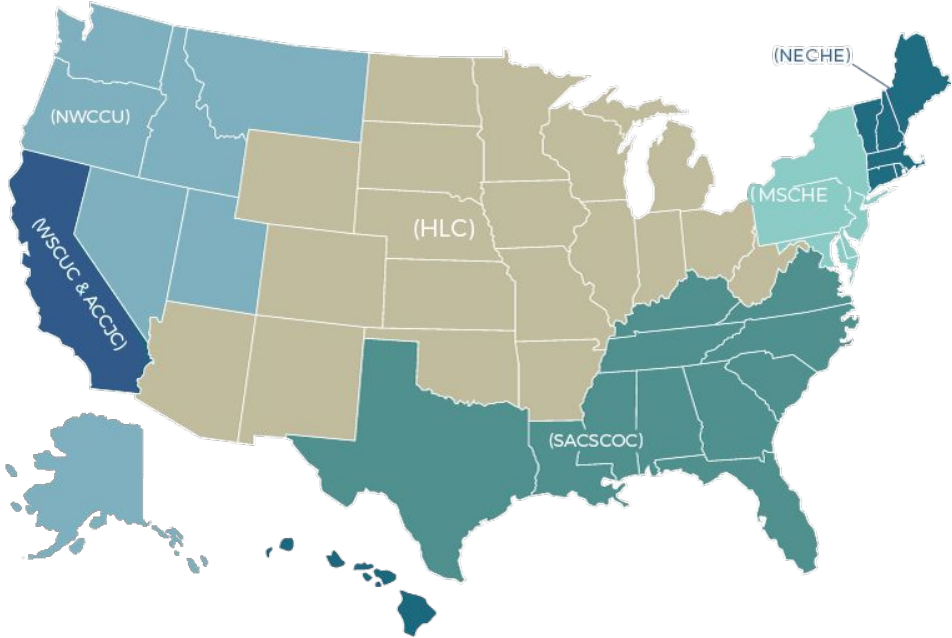 (NECHE)
(NWCCU)
(MSCHE )
(HLC)
(WSCUC & ACCJC)
(SACSCOC)